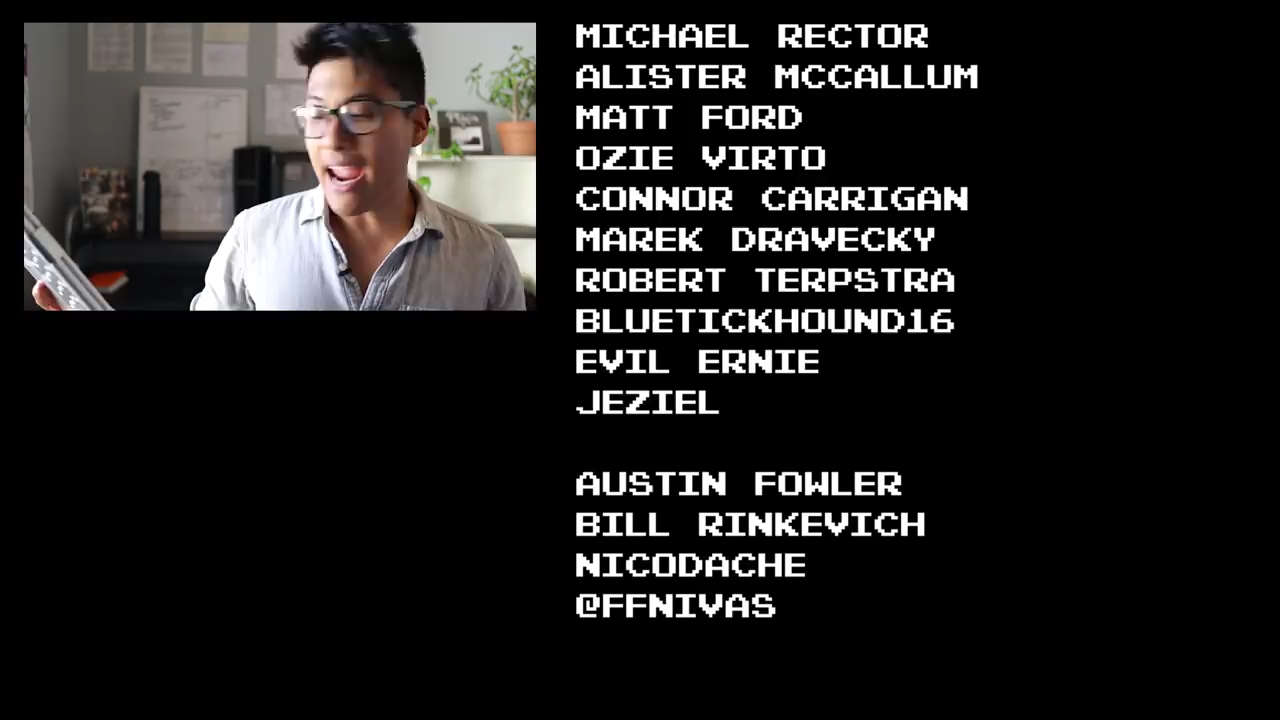 MICHAEL RECTOR
ALISTER MCCALLUM
MATT FORD
OZIE VIRTO
CONNOR CARRIGAN
MAREK DRAVECKY
ROBERT TERPSTRA
BLUETICKHOUND16
EVIL ERNIE
JEZIEL
AUSTIN FOWLER
BILL RINKEVICH
NICODACHE
@FFNIVAS